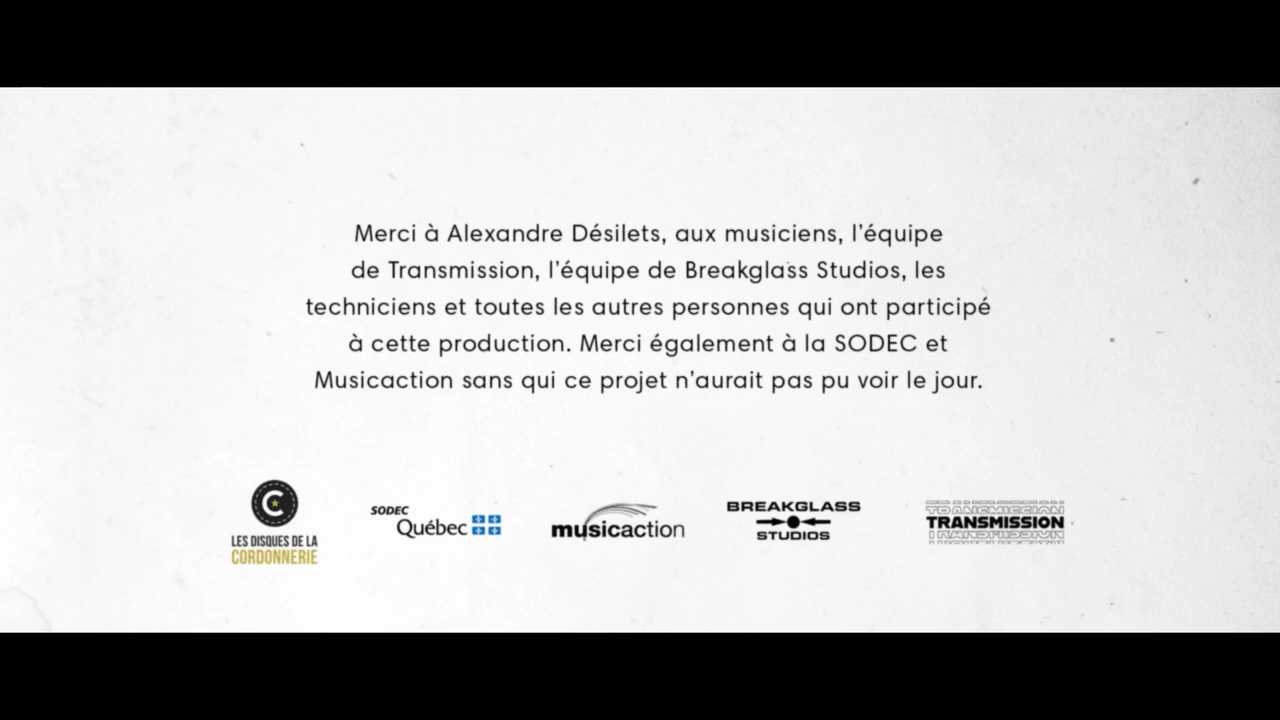 Merci à Alexandre Désilets, aux musiciens, l'équipe
de Transmission, l'équipe de Breakglass Studios, les
techniciens et toutes les autres personnes qui ont participé
à cette production. Merci également à la SODEC et
Musicaction sans qui ce projet n'aurait pas pu voir le jour.
C
LES DISQUES DE LA
CORDONNERIE
SODEC
Québec
musicaction
BREAKGLASS
STUDIOS
TRANSMISSION
TRANSMISSION
TRANSMISSION